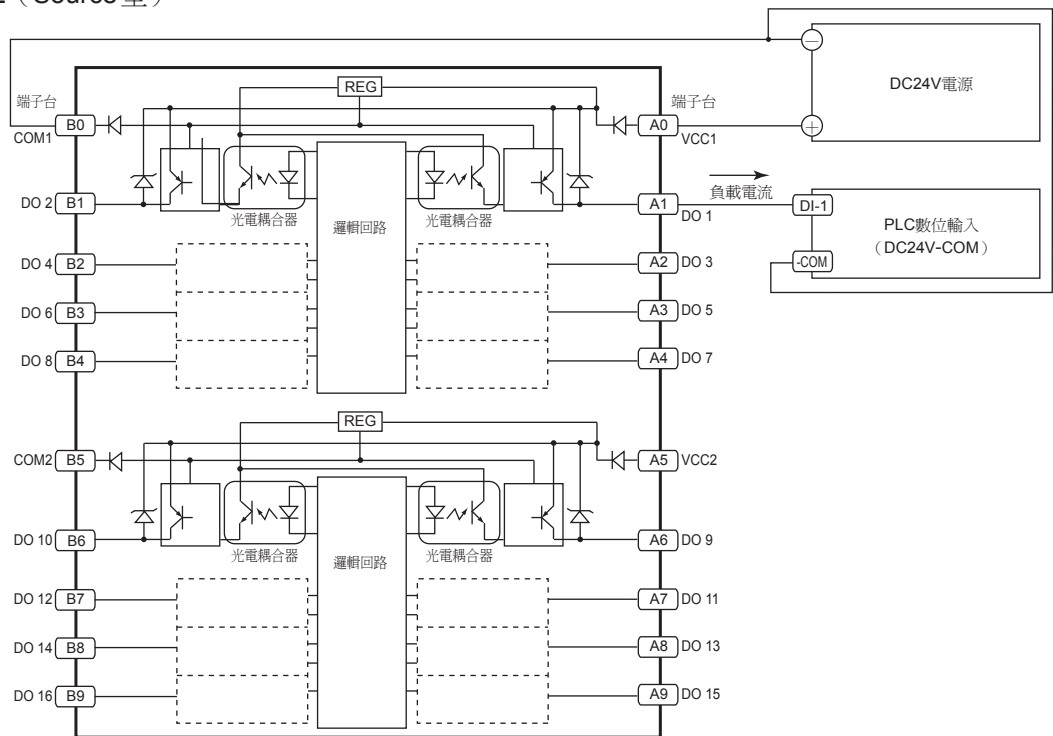 (Source型)
DC24V電源
REG
端子台
端子台
COM1 B0
A0 VCC1
DO 2 B1
A1 DO 1
負載電流
DI-1
PLC數位輸入
(DC24V-COM)
-COM
光電耦合器
邏輯回路
光電耦合器
DO 4 B2
A2 DO 3
DO 6 B3
A3 DO 5
DO 8 B4
A4 DO 7
REG
COM2 B5
A5 VCC2
DO 10 B6
A6 DO 9
光電耦合器
邏輯回路
光電耦合器
DO 12 B7
A7 DO 11
DO 14 B8
A8 DO 13
DO 16 B9
A9 DO 15